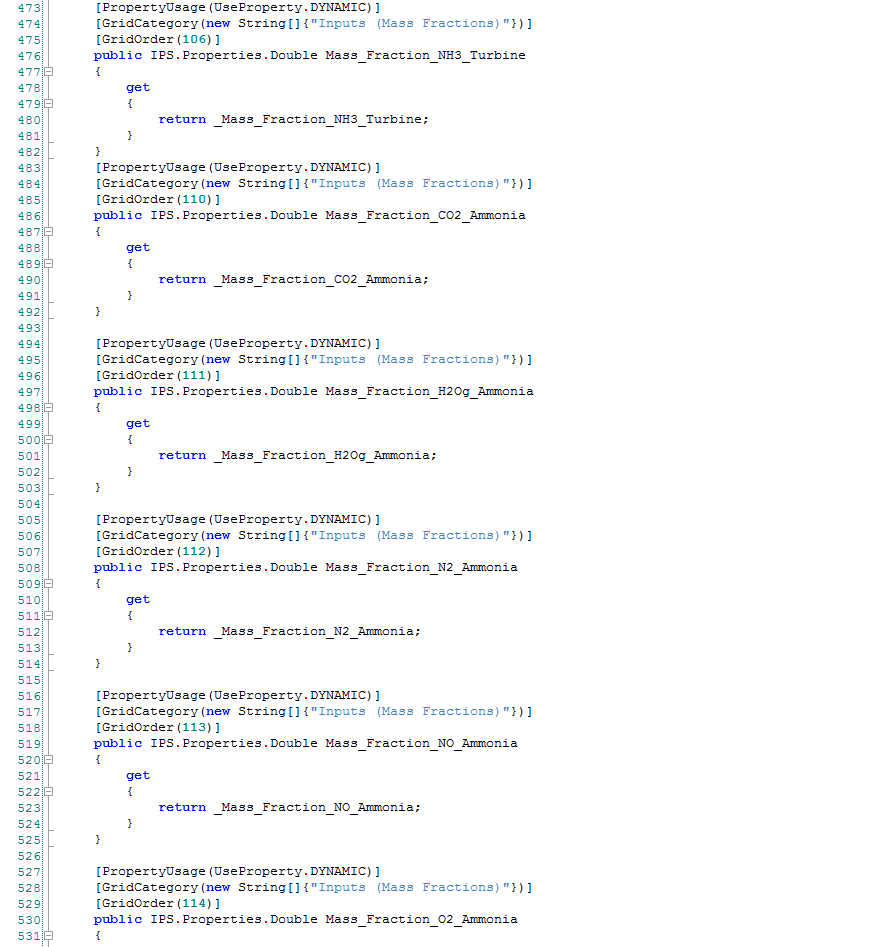 473 [PropertyUsage(UseProperty.DYNAMIC)]
474 [GridCategory(new String[]{"Inputs (Mass Fractions)"})]
475 [GridOrder(106)]
476 public IPS.Properties.Double Mass_Fraction_NH3_Turbine
477 {
478 get
479 {
480 return _Mass_Fraction_NH3_Turbine;
481 }
482 }
483 [PropertyUsage(UseProperty.DYNAMIC)]
484 [GridCategory(new String[]{"Inputs (Mass Fractions)"})]
485 [GridOrder(110)]
486 public IPS.Properties.Double Mass_Fraction_CO2_Ammonia
487 {
488 get
489 {
490 return _Mass_Fraction_CO2_Ammonia;
491 }
492 }
493
494 [PropertyUsage(UseProperty.DYNAMIC)]
495 [GridCategory(new String[]{"Inputs (Mass Fractions)"})]
496 [GridOrder(111)]
497 public IPS.Properties.Double Mass_Fraction_H2Og_Ammonia
498 {
499 get
500 {
501 return _Mass_Fraction_H2Og_Ammonia;
502 }
503 }
504
505 [PropertyUsage(UseProperty.DYNAMIC)]
506 [GridCategory(new String[]{"Inputs (Mass Fractions)"})]
507 [GridOrder(112)]
508 public IPS.Properties.Double Mass_Fraction_N2_Ammonia
509 {
510 get
511 {
512 return _Mass_Fraction_N2_Ammonia;
513 }
514 }
515
516 [PropertyUsage(UseProperty.DYNAMIC)]
517 [GridCategory(new String[]{"Inputs (Mass Fractions)"})]
518 [GridOrder(113)]
519 public IPS.Properties.Double Mass_Fraction_NO_Ammonia
520 {
521 get
522 {
523 return _Mass_Fraction_NO_Ammonia;
524 }
525 }
526
527 [PropertyUsage(UseProperty.DYNAMIC)]
528 [GridCategory(new String[]{"Inputs (Mass Fractions)"})]
529 [GridOrder(114)]
530 public IPS.Properties.Double Mass_Fraction_O2_Ammonia
531 {